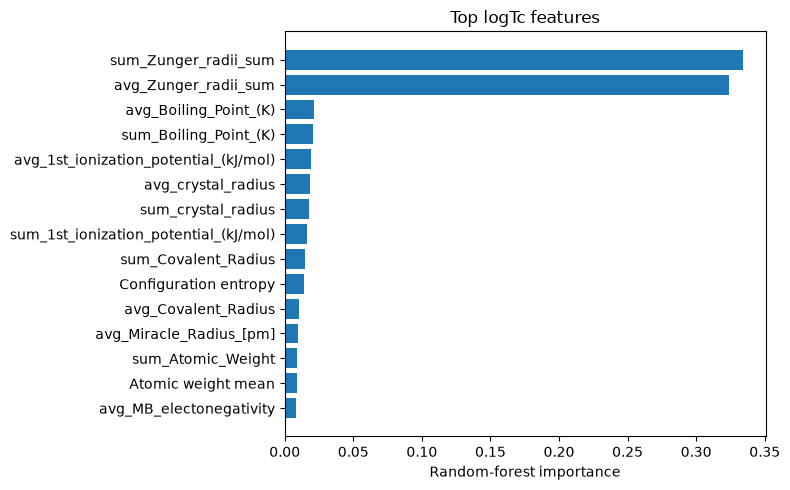 Top logTc features
sum_Zunger_radii_sum
avg_Zunger_radii_sum
avg_Boiling_Point_(K)
sum_Boiling_Point_(K)
avg_1st_ionization_potential_(kJ/mol)
avg_crystal_radius
sum_crystal_radius
sum_1st_ionization_potential_(kJ/mol)
sum_Covalent_Radius
Configuration entropy
avg_Covalent_Radius
avg_Miracle_Radius_[pm]
sum_Atomic_Weight
Atomic weight mean
avg_MB_electonegativity
0.00 0.05 0.10 0.15 0.20 0.25 0.30 0.35
Random-forest importance